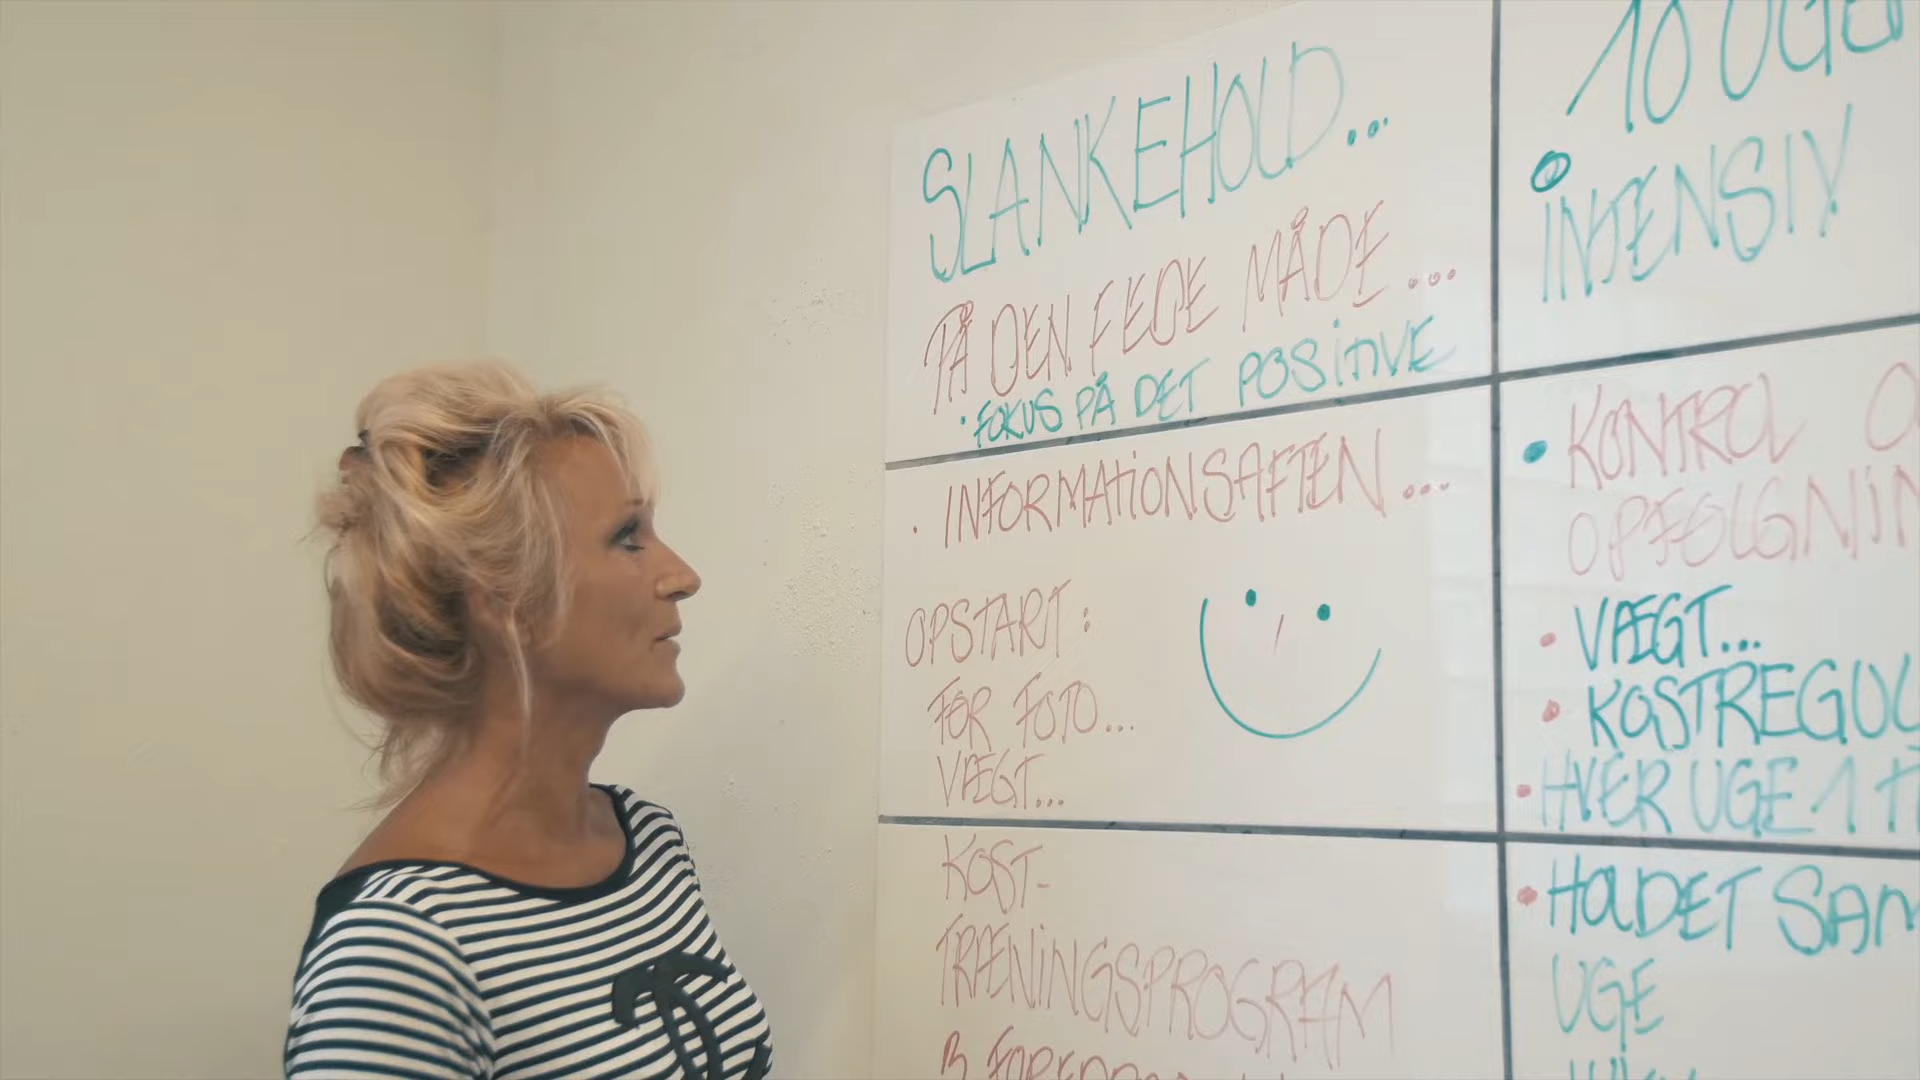 SLANKEHOLD...
PÅ DEN FEDE MÅDE ...
• FOKUS PÅ DET POSITIVE
• INFORMATIONSAFTEN...
OPSTART:
FØR FOTO...
VÆGT...
KOST-
TRÆNINGSPROGRAM
10 UGE
INTENSIV
• KONTROL O
OPFØLGNIN
• VÆGT...
• KOSTREGUL
• HVER UGE 1
• HOLDET SAM
UGE